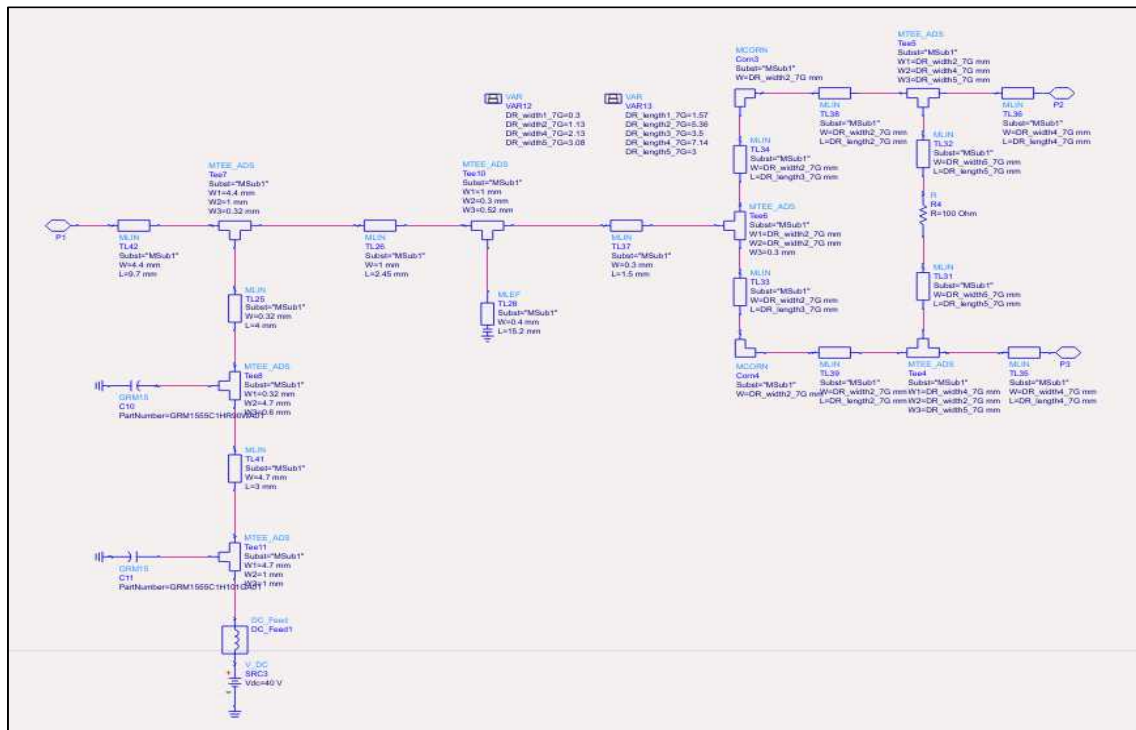 VAR
VAR12
DR_width1_7G=0.3
DR_width2_7G=1.13
DR_width4_7G=2.13
DR_width5_7G=3.08
VAR
VAR13
DR_length1_7G=1.57
DR_length2_7G=5.36
DR_length3_7G=3.5
DR_length4_7G=7.14
DR_length5_7G=3
MCORN
Corn3
Subst="MSub1"
W=DR_width2_7G mm
MTEE_ADS
Tee5
Subst="MSub1"
W1=DR_width2_7G mm
W2=DR_width4_7G mm
W3=DR_width5_7G mm
MLIN
TL38
Subst="MSub1"
W=DR_width2_7G mm
L=DR_length2_7G mm
MLIN
TL36
Subst="MSub1"
W=DR_width4_7G mm
L=DR_length4_7G mm
P2
MLIN
TL34
Subst="MSub1"
W=DR_width2_7G mm
L=DR_length3_7G mm
MLIN
TL32
Subst="MSub1"
W=DR_width5_7G mm
L=DR_length5_7G mm
MTEE_ADS
Tee7
Subst="MSub1"
W1=4.4 mm
W2=1 mm
W3=0.32 mm
MTEE_ADS
Tee10
Subst="MSub1"
W1=1 mm
W2=0.3 mm
W3=0.52 mm
MTEE_ADS
Tee6
Subst="MSub1"
W1=DR_width2_7G mm
W2=DR_width2_7G mm
W3=0.3 mm
R
R4
R=100 Ohm
P1
MLIN
TL42
Subst="MSub1"
W=4.4 mm
L=9.7 mm
MLIN
TL26
Subst="MSub1"
W=1 mm
L=2.45 mm
MLIN
TL37
Subst="MSub1"
W=0.3 mm
L=1.5 mm
MLIN
TL25
Subst="MSub1"
W=0.32 mm
L=4 mm
MLEF
TL28
Subst="MSub1"
W=0.4 mm
L=15.2 mm
MLIN
TL33
Subst="MSub1"
W=DR_width2_7G mm
L=DR_length3_7G mm
MLIN
TL31
Subst="MSub1"
W=DR_width5_7G mm
L=DR_length5_7G mm
MCORN
Corn4
Subst="MSub1"
W=DR_width2_7G mm
MLIN
TL39
Subst="MSub1"
W=DR_width2_7G mm
L=DR_length2_7G mm
MTEE_ADS
Tee4
Subst="MSub1"
W1=DR_width4_7G mm
W2=DR_width2_7G mm
W3=DR_width5_7G mm
MLIN
TL35
Subst="MSub1"
W=DR_width4_7G mm
L=DR_length4_7G mm
P3
MTEE_ADS
Tee8
Subst="MSub1"
W1=0.32 mm
W2=4.7 mm
W3=0.6 mm
GRM15
C10
MLIN
TL41
Subst="MSub1"
W=4.7 mm
L=3 mm
MTEE_ADS
Tee11
Subst="MSub1"
W1=4.7 mm
W2=1 mm
W3=1 mm
GRM15
C11
DC_Feed
DC_Feed1
V_DC
SRC3
Vdc=40 V